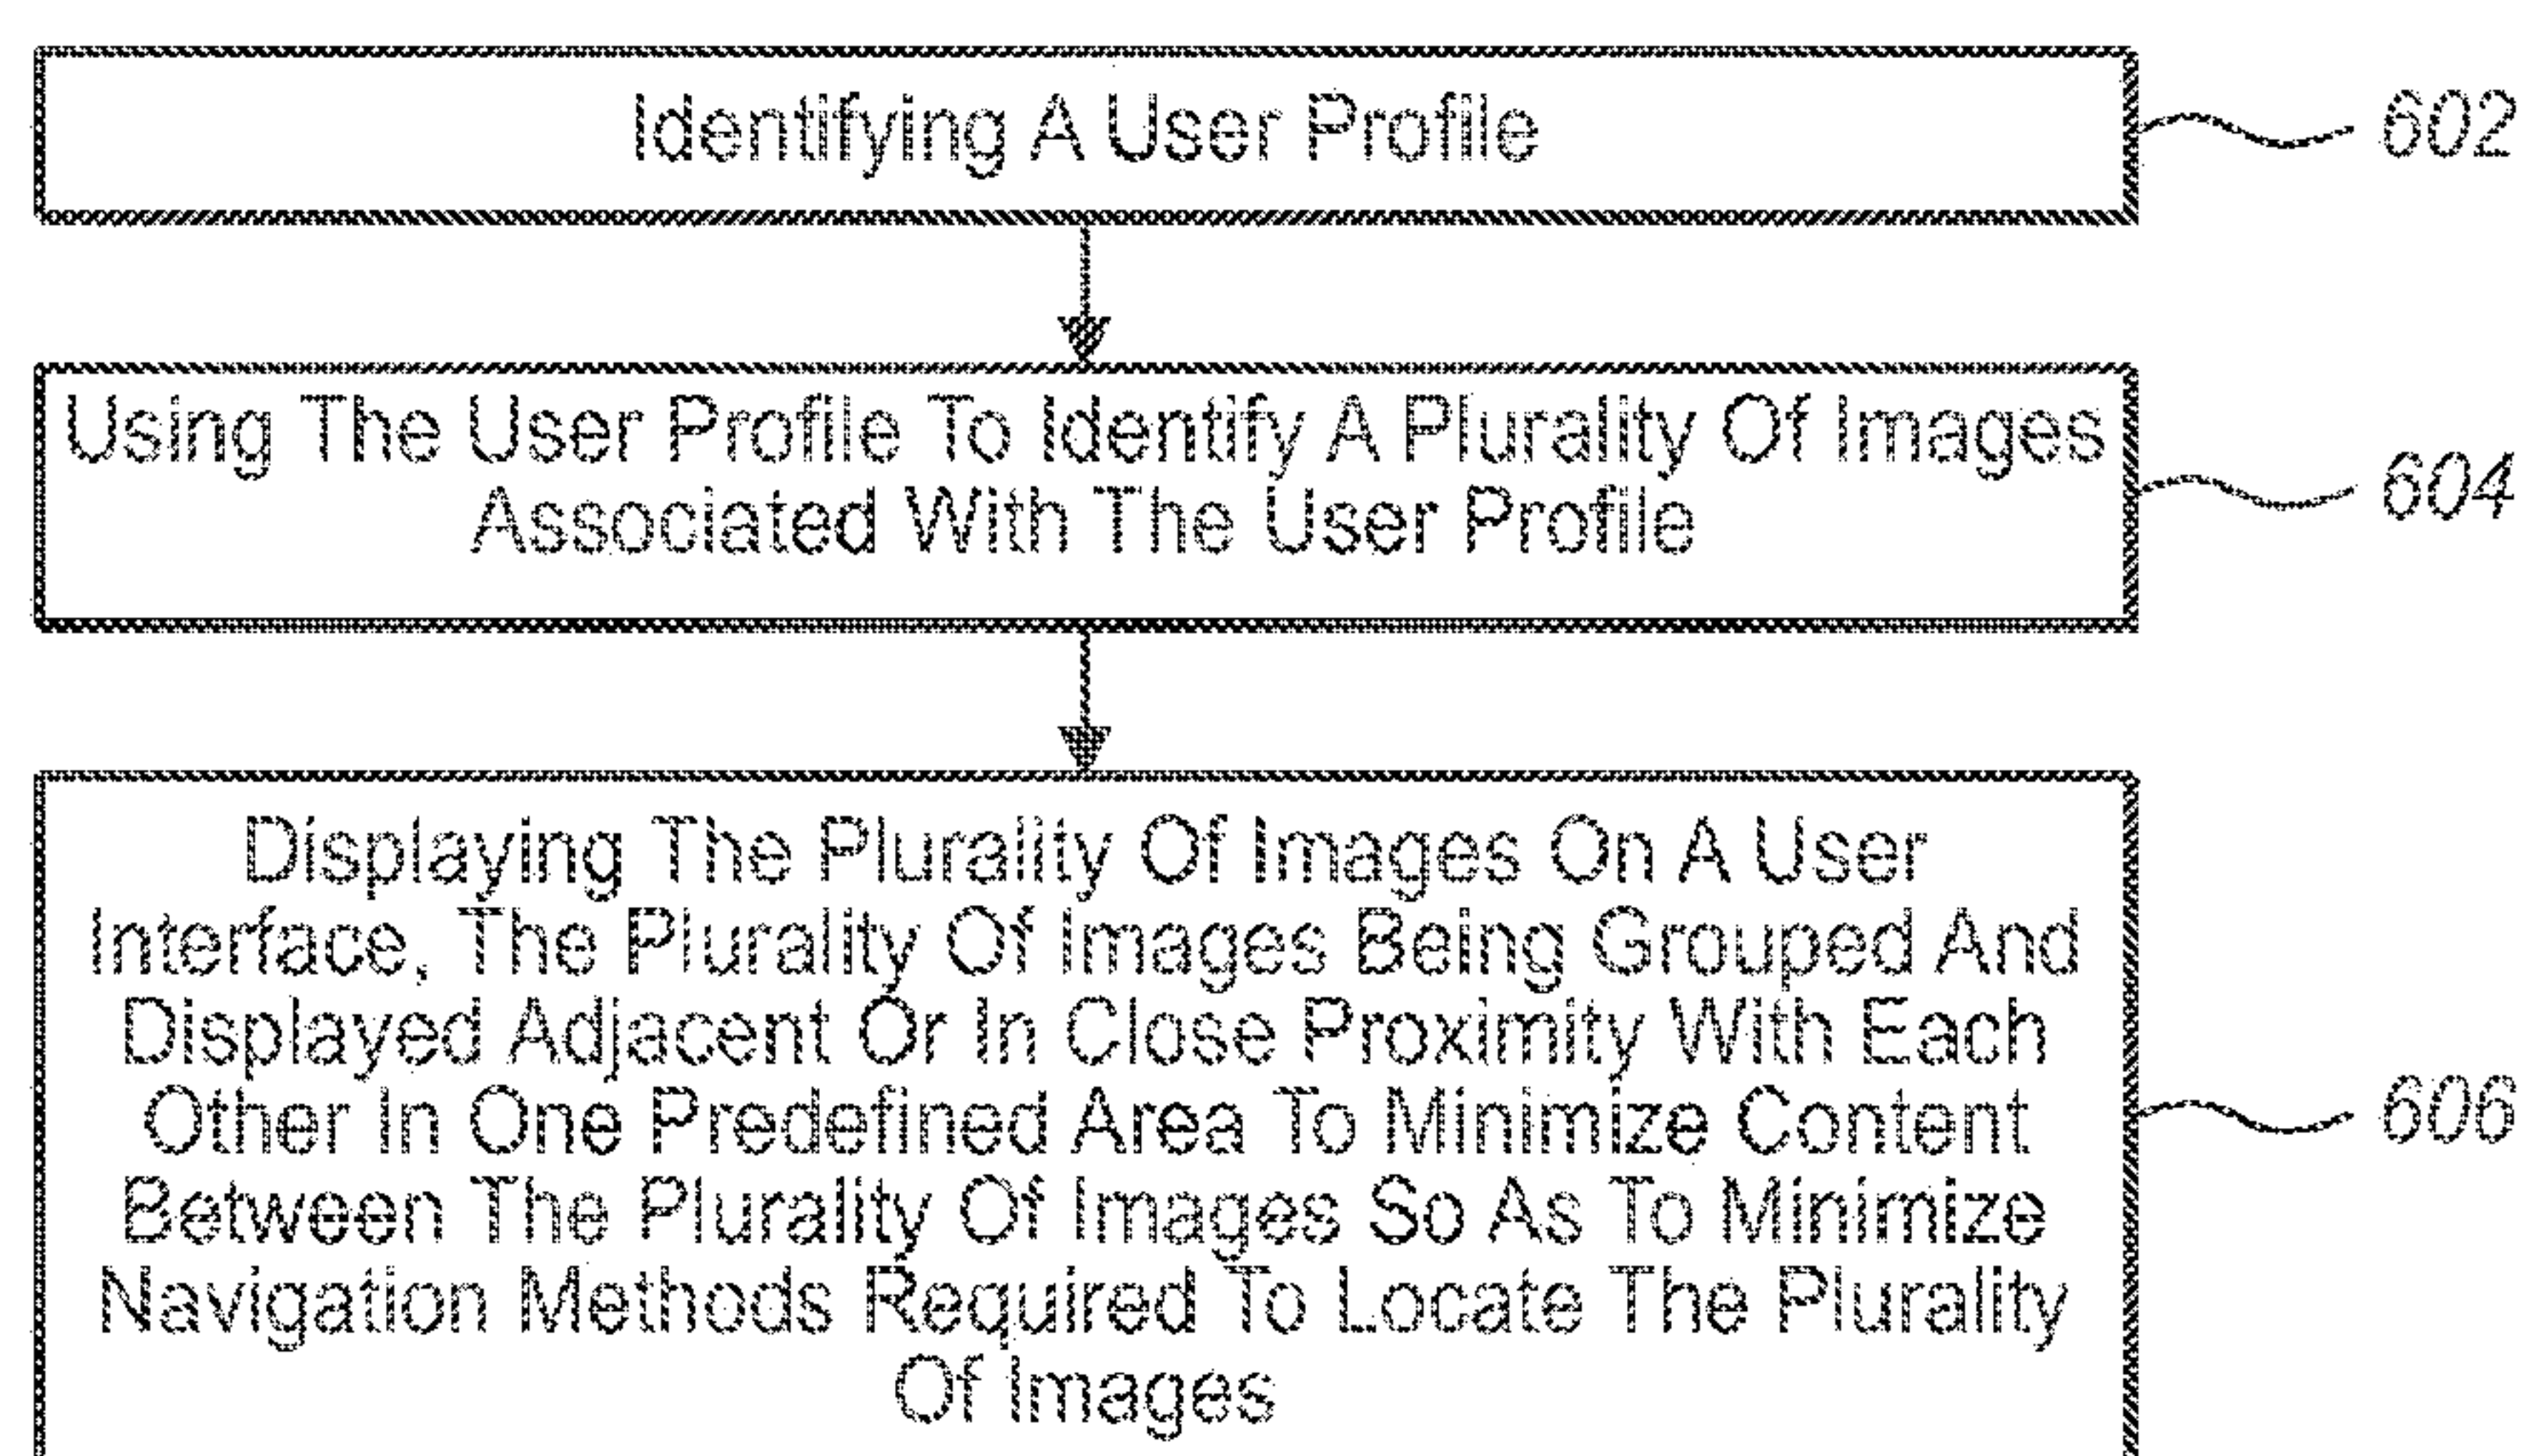 Identifying A User Profile
602
Using The User Profile To Identify A Plurality Of Images
Associated With The User Profile
604
Displaying The Plurality Of Images On A User
Interface, The Plurality Of Images Being Grouped And
Displayed Adjacent Or In Close Proximity With Each
Other In One Predefined Area To Minimize Content
Between The Plurality Of Images So As To Minimize
Navigation Methods Required To Locate The Plurality
Of Images
606